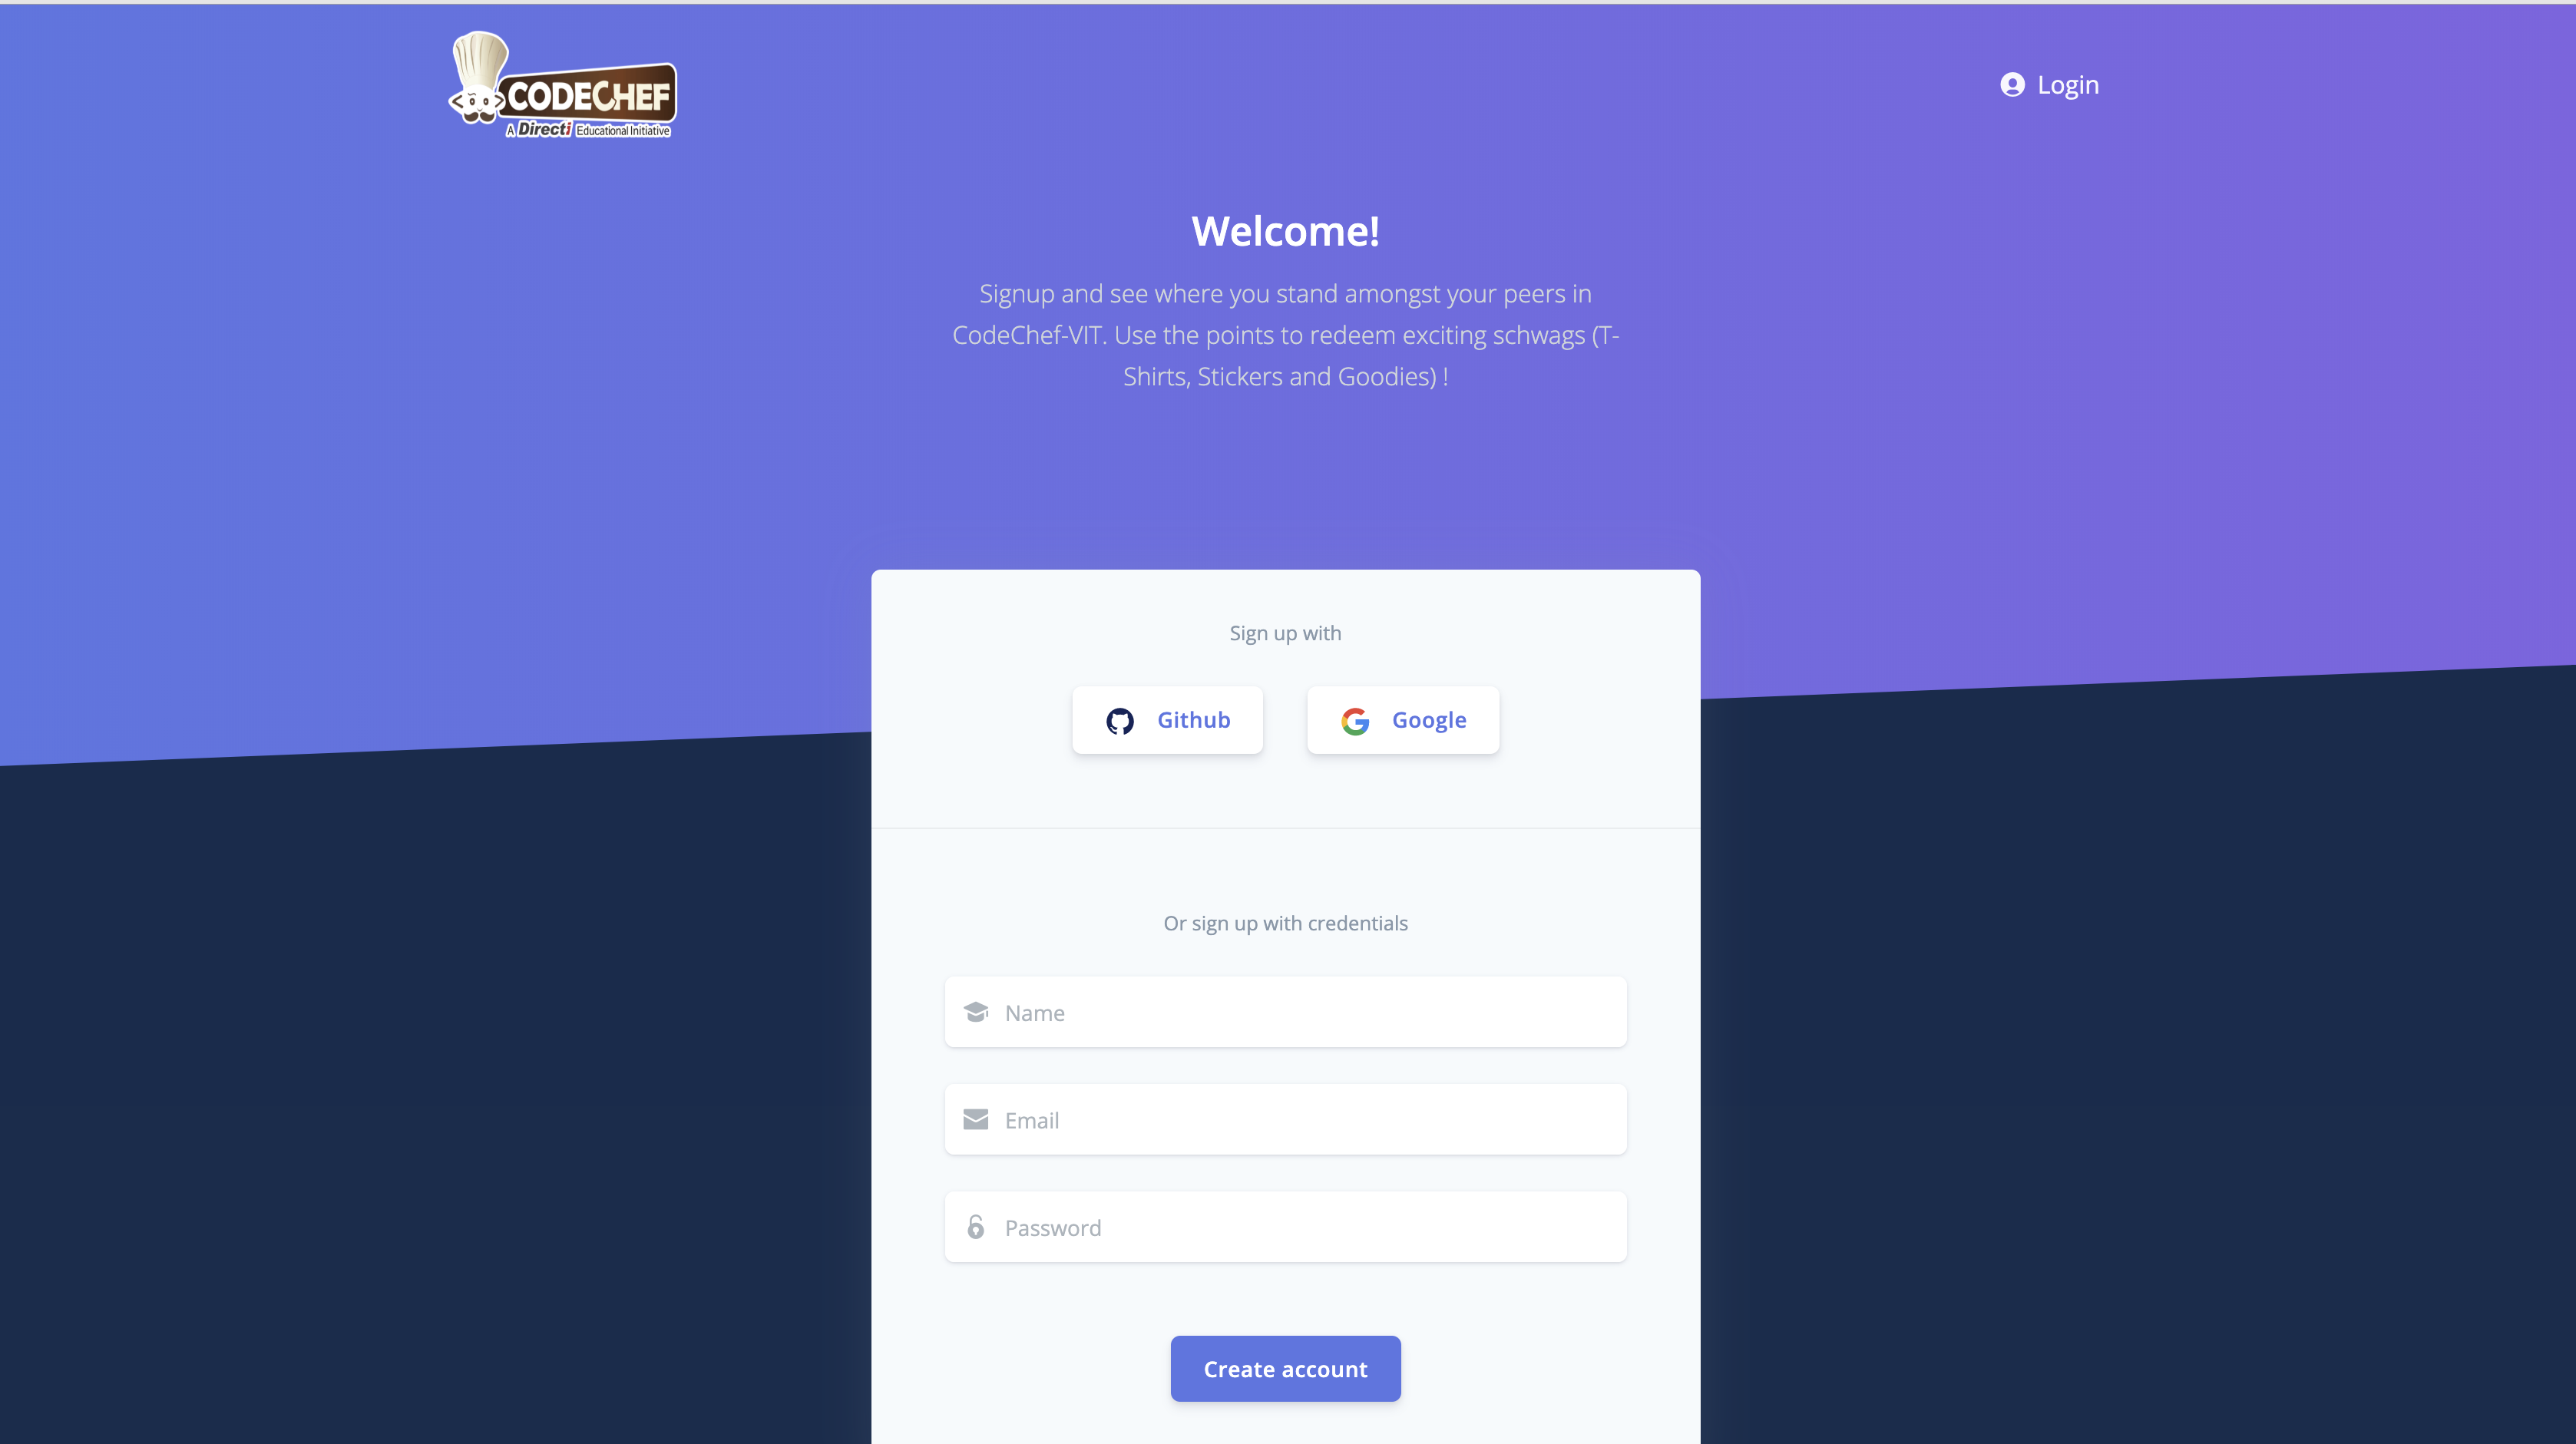 CODECHEF
A Directi Educational Initiative
Login
Welcome!
Signup and see where you stand amongst your peers in
CodeChef-VIT. Use the points to redeem exciting schwags (T-
Shirts, Stickers and Goodies) !
Sign up with
Github
Google
Or sign up with credentials
Name
Email
Password
Create account